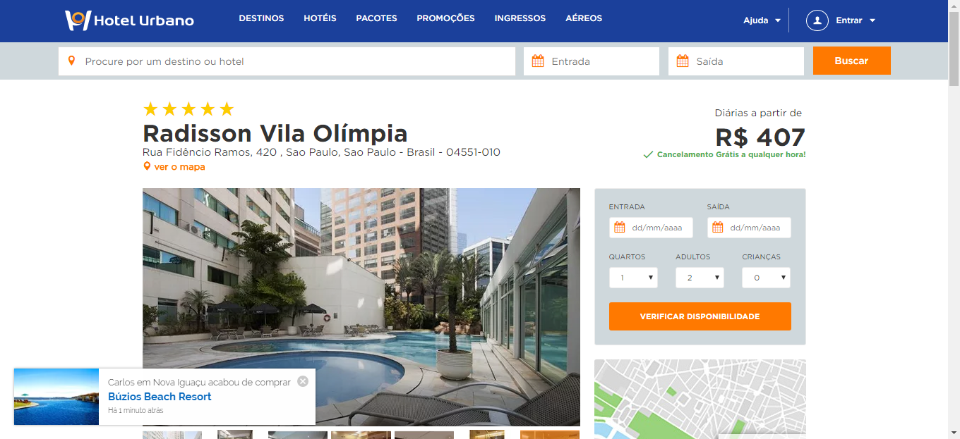 Hotel Urbano
DESTINOS HOTÉIS PACOTES PROMOÇÕES INGRESSOS AÉREOS
Ajuda Entrar
Procure por um destino ou hotel
Entrada
Saída
Buscar
Radisson Vila Olímpia
Rua Fidêncio Ramos, 420 , Sao Paulo, Sao Paulo - Brasil - 04551-010
ver o mapa
Diárias a partir de
R$ 407
Cancelamento Grátis a qualquer hora!
ENTRADA SAÍDA
dd/mm/aaaa dd/mm/aaaa
QUARTOS ADULTOS CRIANÇAS
1 2 0
VERIFICAR DISPONIBILIDADE
Carlos em Nova Iguaçu acabou de comprar
Búzios Beach Resort
Há 1 minuto atrás